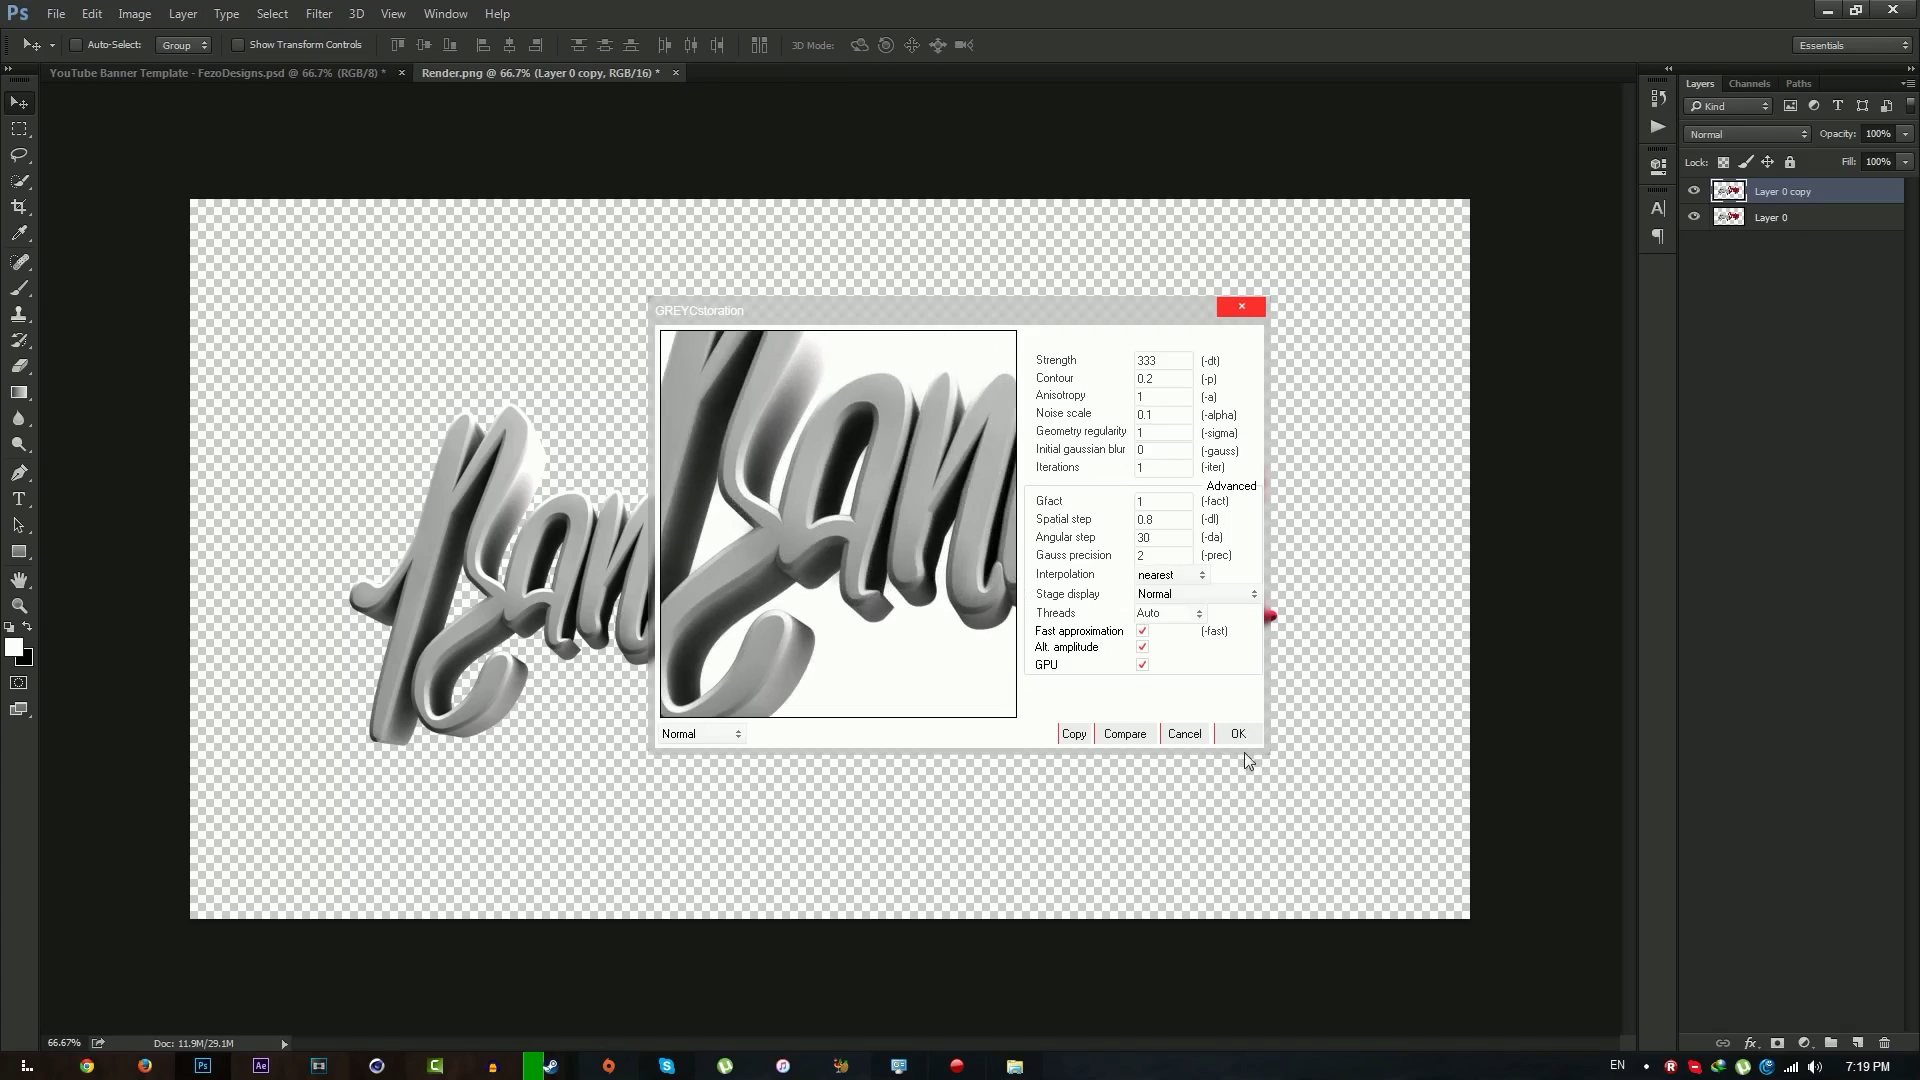 Ps File Edit Image Layer Type Select Filter 3D View Window Help
Auto-Select: Group Show Transform Controls 3D Mode: Essentials
YouTube Banner Template - FezoDesigns.psd @ 66.7% (RGB/8) * × Render.png @ 66.7% (Layer 0 copy, RGB/16) * ×
Layers Channels Paths
Kind
Normal Opacity: 100%
Lock: Fill: 100%
Layer 0 copy
Layer 0
GREYCstoration
Strength 333 (-dt)
Contour 0.2 (-p)
Anisotropy 1 (-a)
Noise scale 0.1 (-alpha)
Geometry regularity 1 (-sigma)
Initial gaussian blur 0 (-gauss)
Iterations 1 (-iter)
Advanced
Gfact 1 (-fact)
Spatial step 0.8 (-dl)
Angular step 30 (-da)
Gauss precision 2 (-prec)
Interpolation nearest
Stage display Normal
Threads Auto
Fast approximation (-fast)
Alt. amplitude
GPU
Normal Copy Compare Cancel OK
66.67% Doc: 11.9M/29.1M
Ps Ae EN 7:19 PM